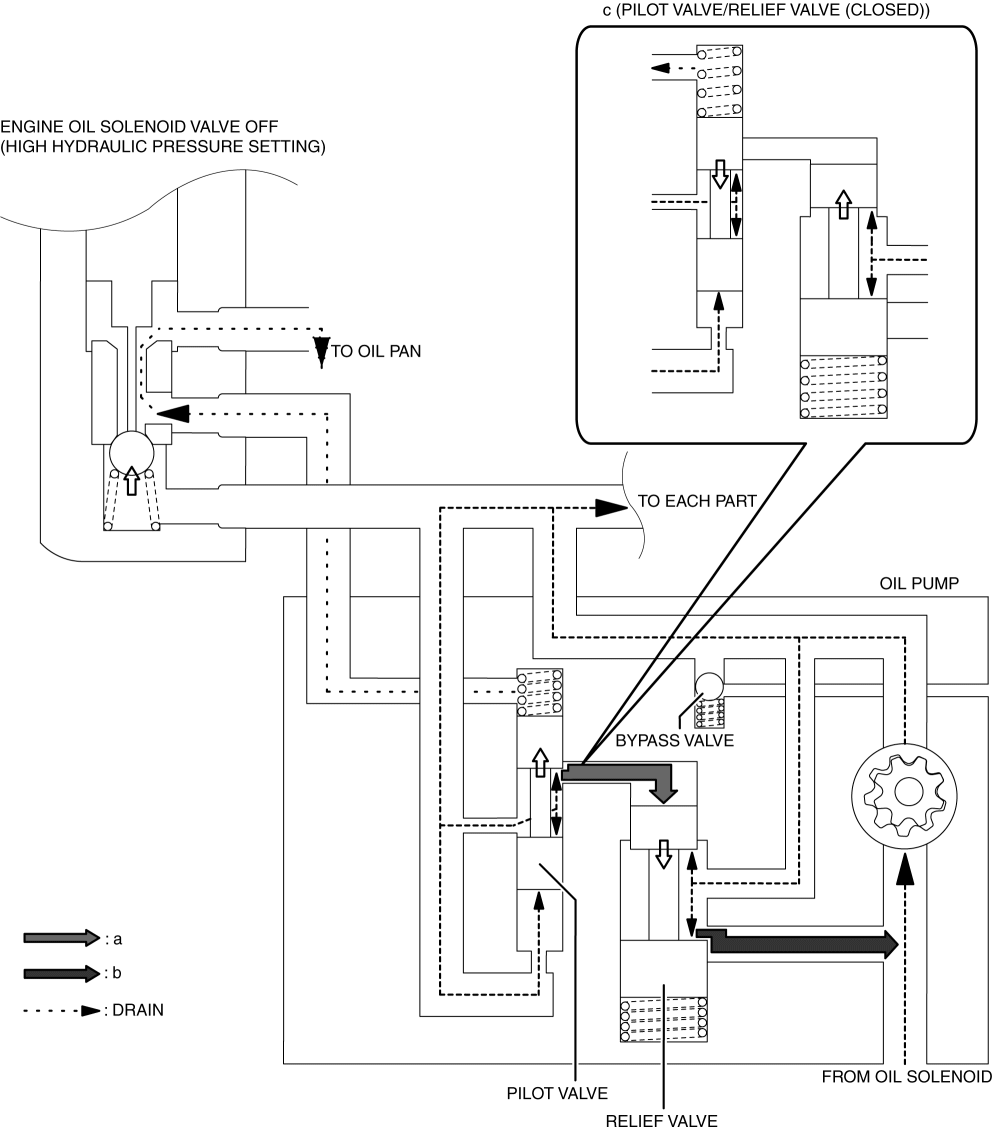 c (PILOT VALVE/RELIEF VALVE (CLOSED))
ENGINE OIL SOLENOID VALVE OFF
(HIGH HYDRAULIC PRESSURE SETTING)
TO OIL PAN
TO EACH PART
OIL PUMP
BYPASS VALVE
: a
: b
: DRAIN
FROM OIL SOLENOID
PILOT VALVE
RELIEF VALVE